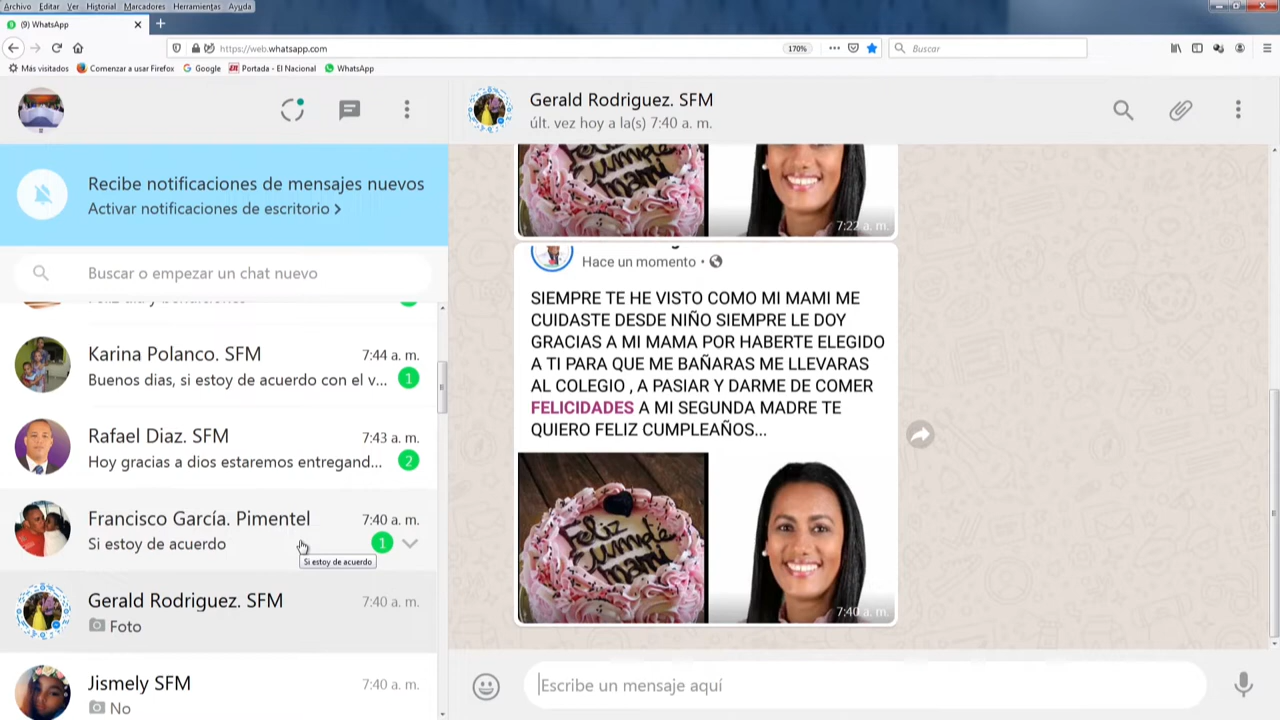 Archivo Editar Ver Historial Marcadores Herramientas Ayuda
(9) WhatsApp
https://web.whatsapp.com
170%
Buscar
Más visitados Comenzar a usar Firefox Google Portada - El Nacional WhatsApp
Recibe notificaciones de mensajes nuevos
Activar notificaciones de escritorio
Buscar o empezar un chat nuevo
1
Karina Polanco. SFM 7:44 a. m.
Buenos dias, si estoy de acuerdo con el v... 1
Rafael Diaz. SFM 7:43 a. m.
Hoy gracias a dios estaremos entregand... 2
Francisco García. Pimentel 7:40 a. m.
Si estoy de acuerdo 1
Si estoy de acuerdo
Gerald Rodriguez. SFM 7:40 a. m.
Foto
Jismely SFM 7:40 a. m.
No
Gerald Rodriguez. SFM
últ. vez hoy a la(s) 7:40 a. m.
Feliz
Cumple
mami
7:22 a. m.
Hace un momento
SIEMPRE TE HE VISTO COMO MI MAMI ME
CUIDASTE DESDE NIÑO SIEMPRE LE DOY
GRACIAS A MI MAMA POR HABERTE ELEGIDO
A TI PARA QUE ME BAÑARAS ME LLEVARAS
AL COLEGIO , A PASIAR Y DARME DE COMER
FELICIDADES A MI SEGUNDA MADRE TE
QUIERO FELIZ CUMPLEAÑOS...
Feliz
Cumple
mami
7:40 a. m.
Escribe un mensaje aquí